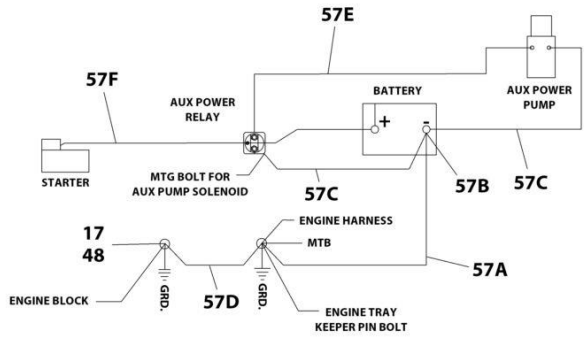 57E
57F
AUX POWER
RELAY
BATTERY
AUX POWER
PUMP
+
-
STARTER
MTG BOLT FOR
AUX PUMP SOLENOID
57C
57B
57C
17
48
ENGINE HARNESS
MTB
57A
ENGINE BLOCK
GRD.
57D
GRD.
ENGINE TRAY
KEEPER PIN BOLT